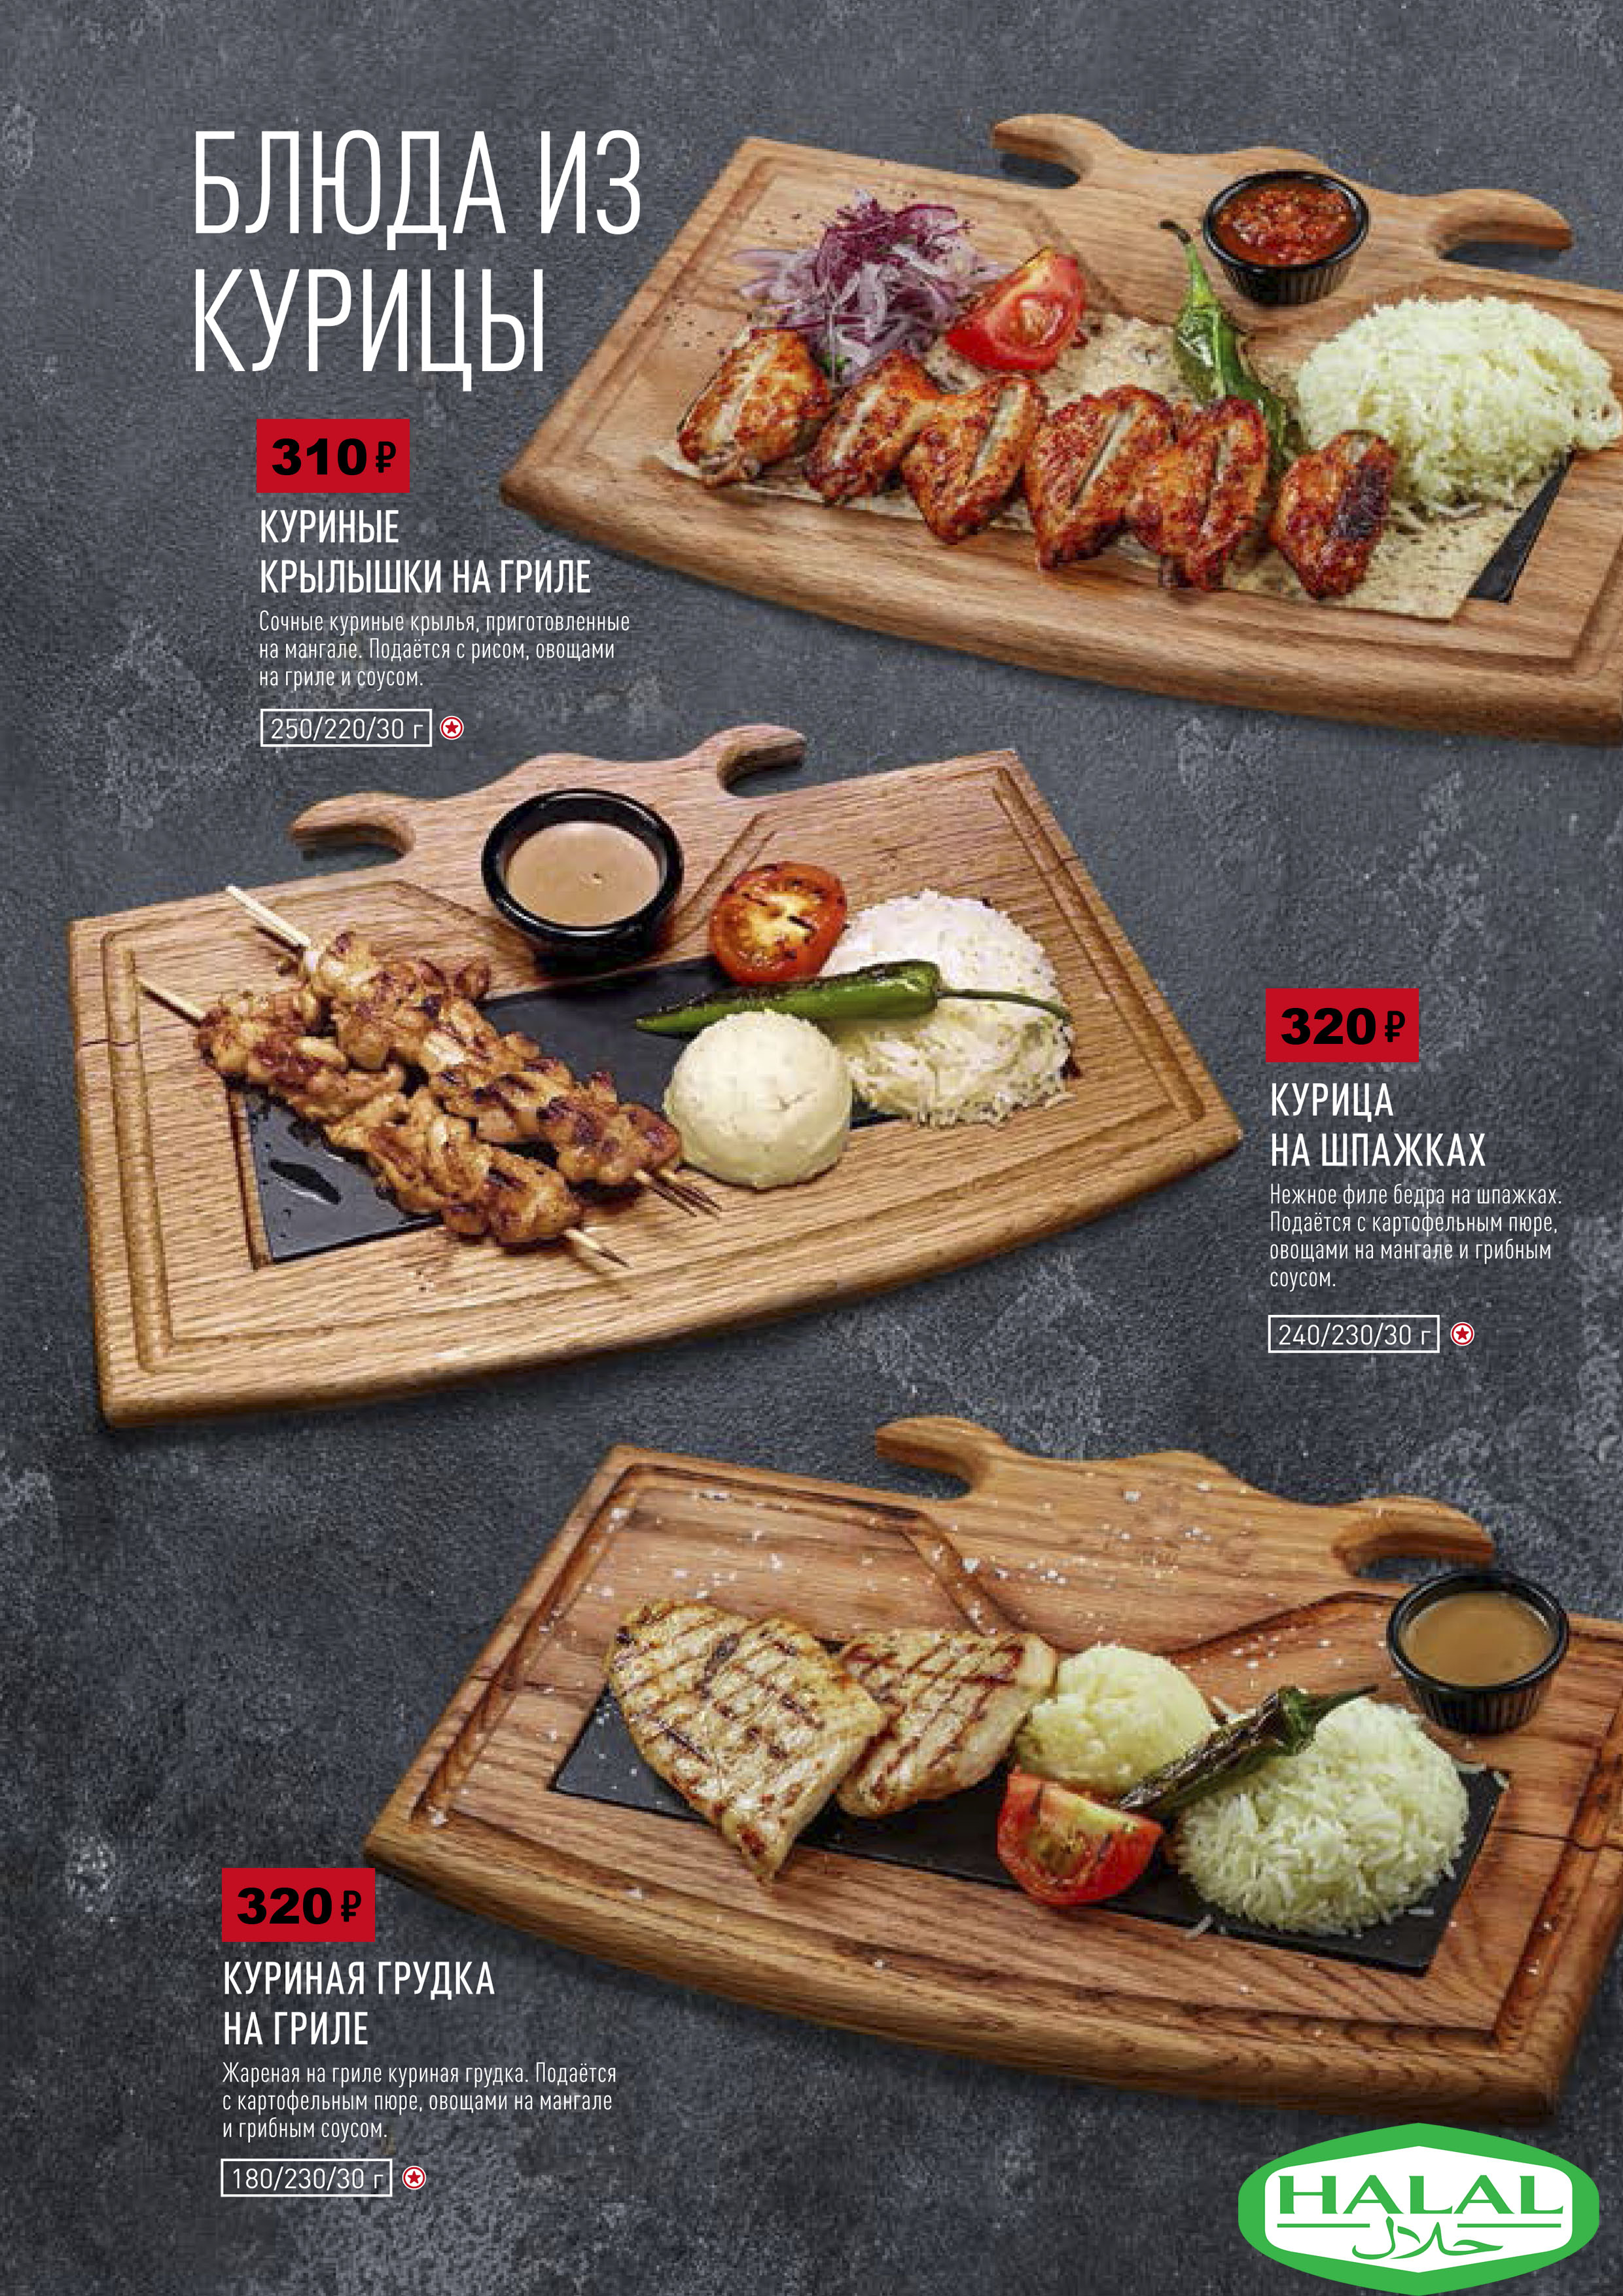 БЛЮДА ИЗ
КУРИЦЫ
310 ₽
КУРИНЫЕ
КРЫЛЫШКИ НА ГРИЛЕ
Сочные куриные крылья, приготовленные
на мангале. Подаётся с рисом, овощами
на гриле и соусом.
250/220/30 г
320 ₽
КУРИЦА
НА ШПАЖКАХ
Нежное филе бедра на шпажках.
Подаётся с картофельным пюре,
овощами на мангале и грибным
соусом.
240/230/30 г
320 ₽
КУРИНАЯ ГРУДКА
НА ГРИЛЕ
Жареная на гриле куриная грудка. Подаётся
с картофельным пюре, овощами на мангале
и грибным соусом.
180/230/30 г
HALAL
حلال